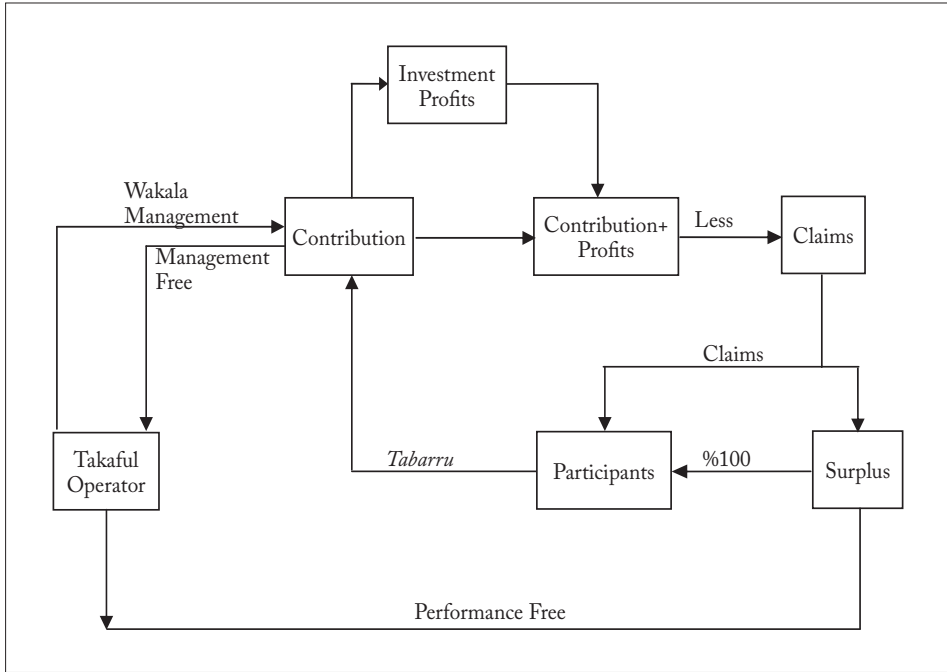 Investment
Profits
Wakala
Management
Contribution
Contribution+
Profits
Less
Claims
Management
Free
Claims
Takaful
Operator
Tabarru
Participants
%100
Surplus
Performance Free